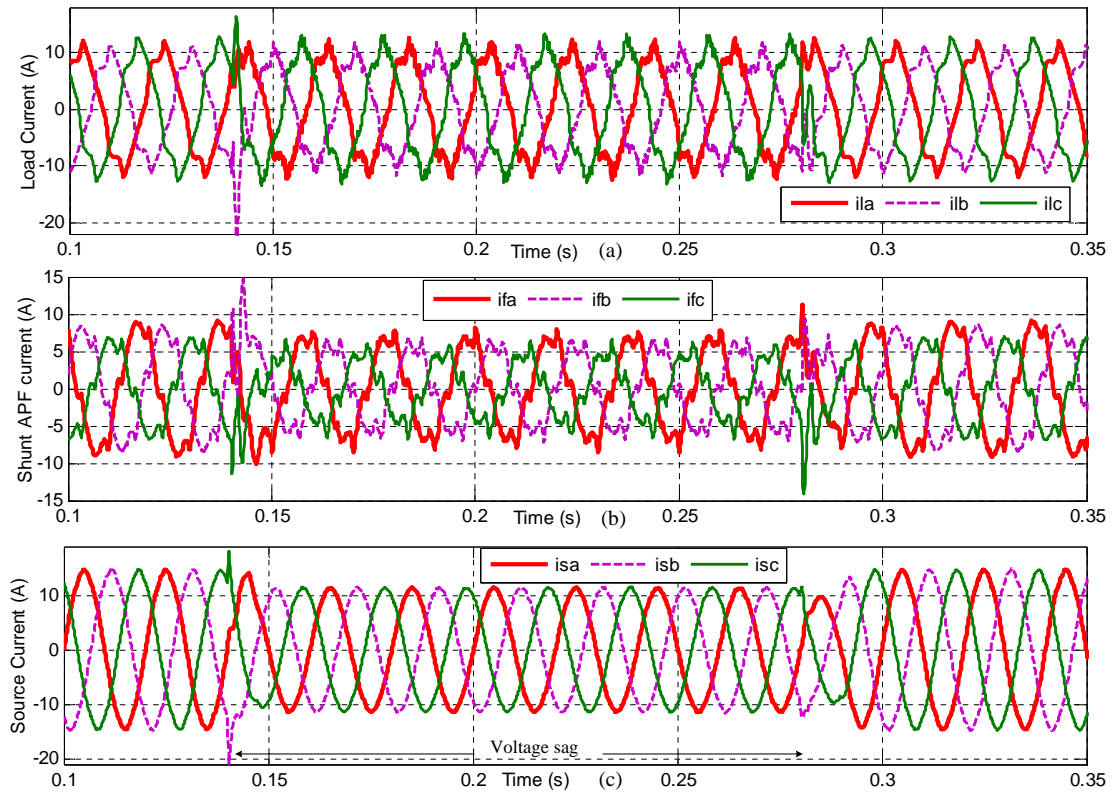 Load Current (A)
10
0
-10
-20
ila ilb ilc
0.1 0.15 0.2 0.25 0.3 0.35
Time (s) (a)
Shunt APF current (A)
15
10
5
0
-5
-10
-15
ifa ifb ifc
0.1 0.15 0.2 0.25 0.3 0.35
Time (s) (b)
Source Current (A)
10
0
-10
-20
isa isb isc
Voltage sag
0.1 0.15 0.2 0.25 0.3 0.35
Time (s) (c)